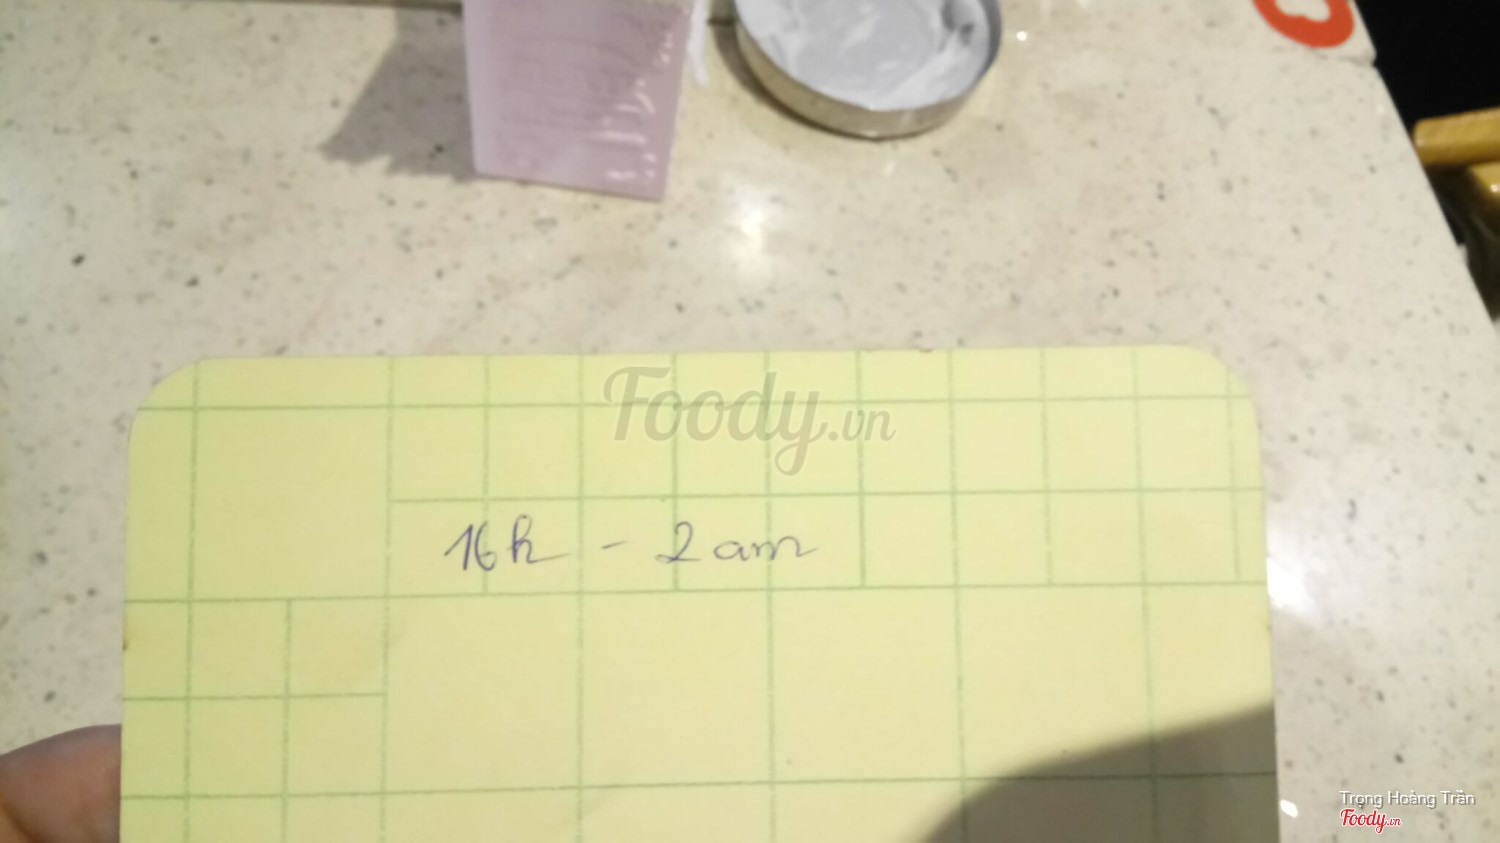 Foody.vn
16h - 2am
Trọng Hoàng Trần
Foody.vn